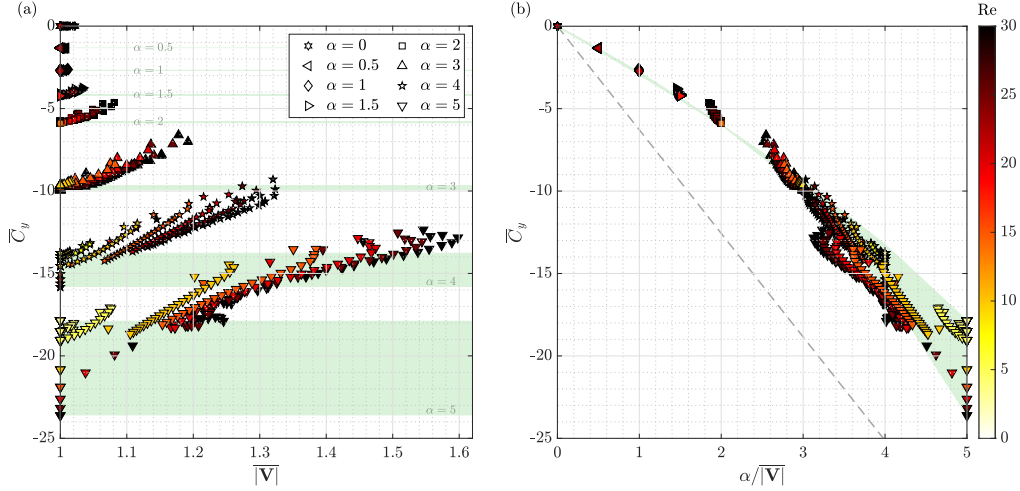 (a)
0
-5
-10
-15
-20
-25
C̅_y
1 1.1 1.2 1.3 1.4 1.5 1.6
|V|
α = 0.5
α = 1
α = 1.5
α = 2
α = 3
α = 4
α = 5
α = 0 α = 2
α = 0.5 α = 3
α = 1 α = 4
α = 1.5 α = 5
(b)
0
-5
-10
-15
-20
-25
C̅_y
0 1 2 3 4 5
α/|V|
Re
30
25
20
15
10
5
0